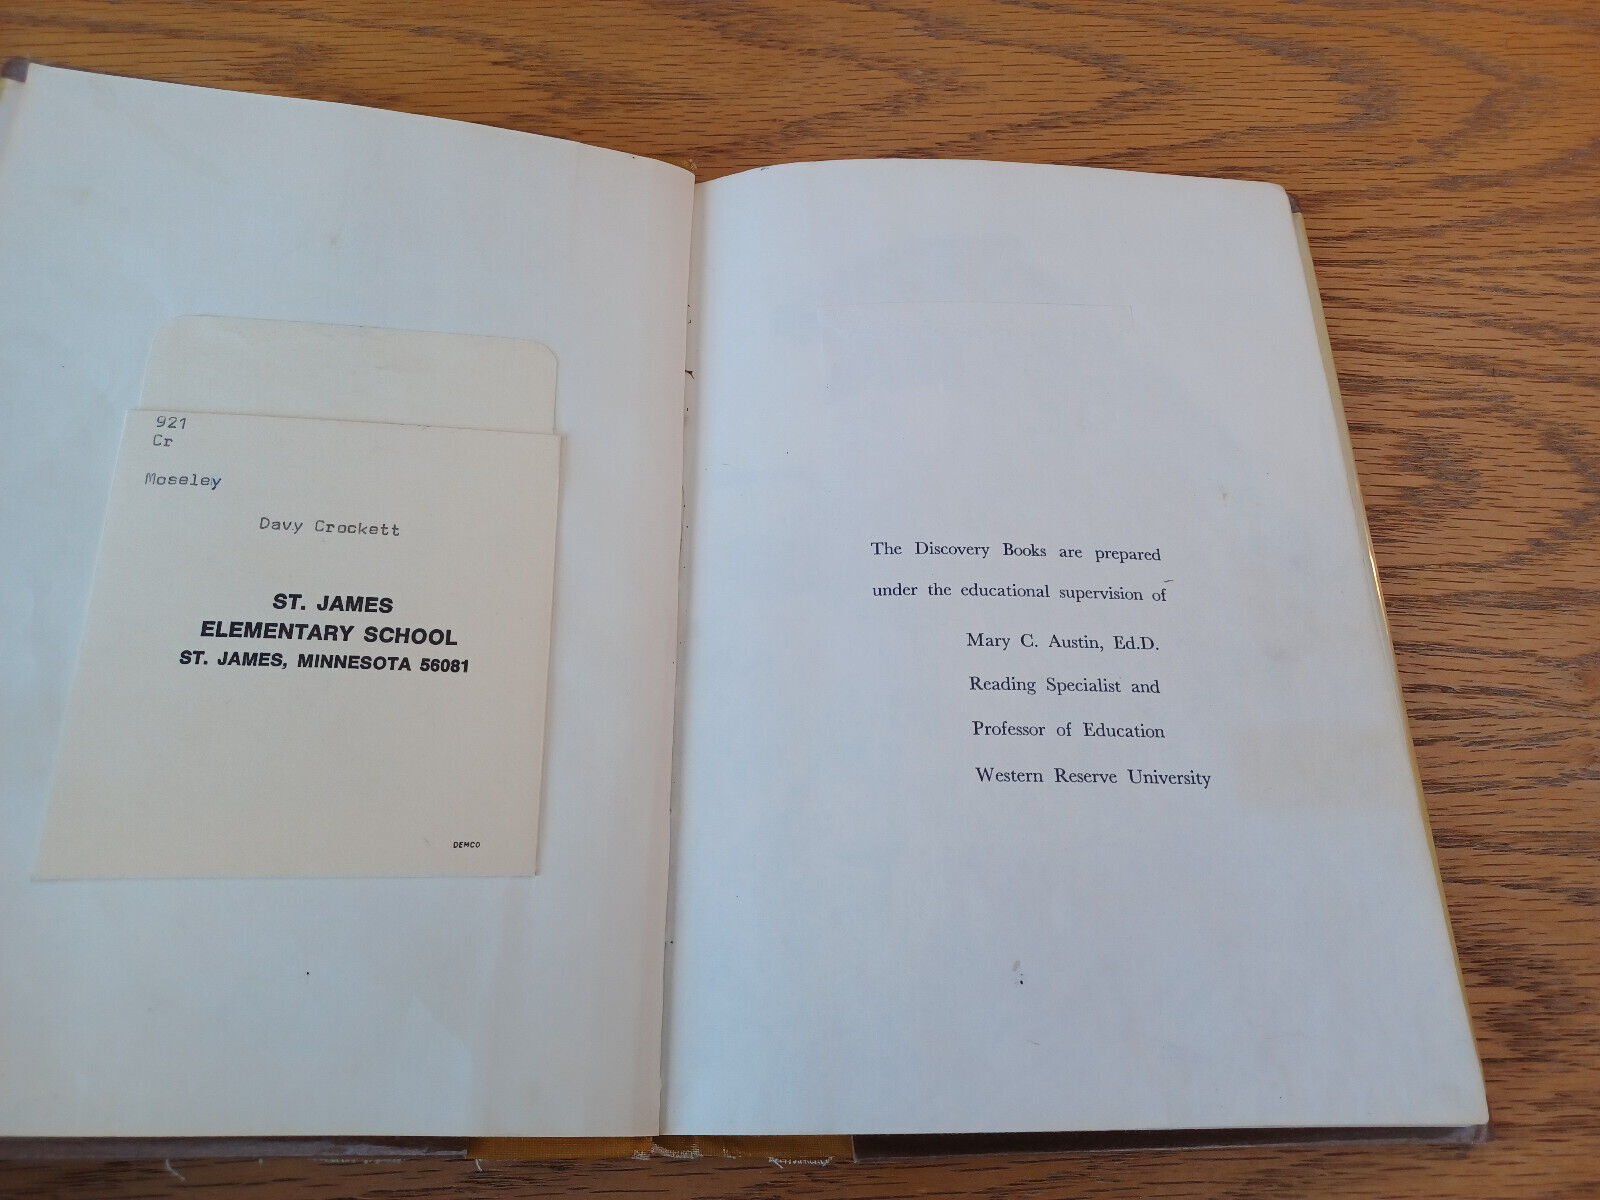 921
Cr
Moseley
Davy Crockett
ST. JAMES
ELEMENTARY SCHOOL
ST. JAMES, MINNESOTA 56081
DEMCO
The Discovery Books are prepared
under the educational supervision of
Mary C. Austin, Ed.D.
Reading Specialist and
Professor of Education
Western Reserve University